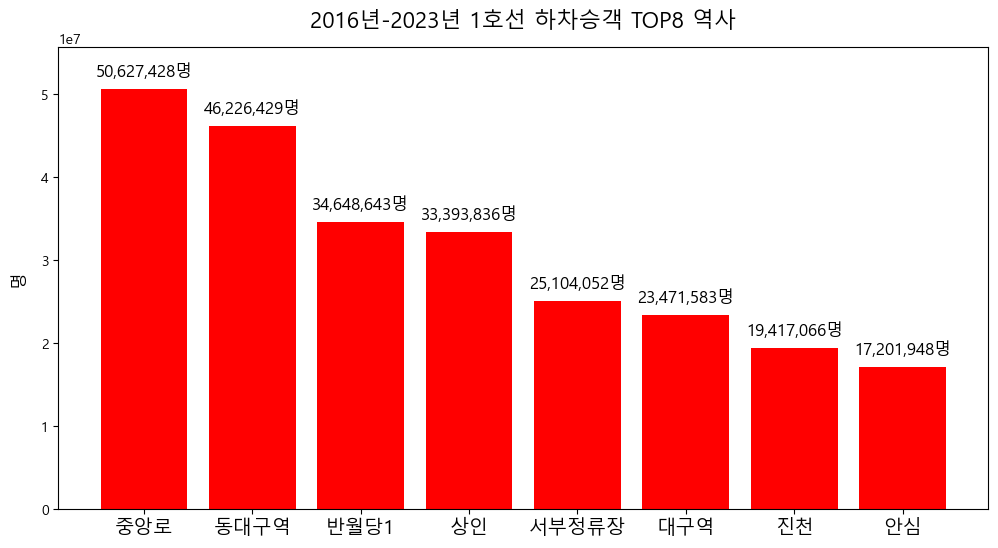 2016년-2023년 1호선 하차승객 TOP8 역사
1e7
50,627,428명
46,226,429명
34,648,643명
33,393,836명
25,104,052명
23,471,583명
19,417,066명
17,201,948명
5
4
3
2
1
0
명
중앙로 동대구역 반월당1 상인 서부정류장 대구역 진천 안심